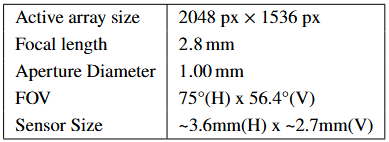 Active array size 2048 px × 1536 px
Focal length 2.8 mm
Aperture Diameter 1.00 mm
FOV 75°(H) x 56.4°(V)
Sensor Size ~3.6mm(H) x ~2.7mm(V)